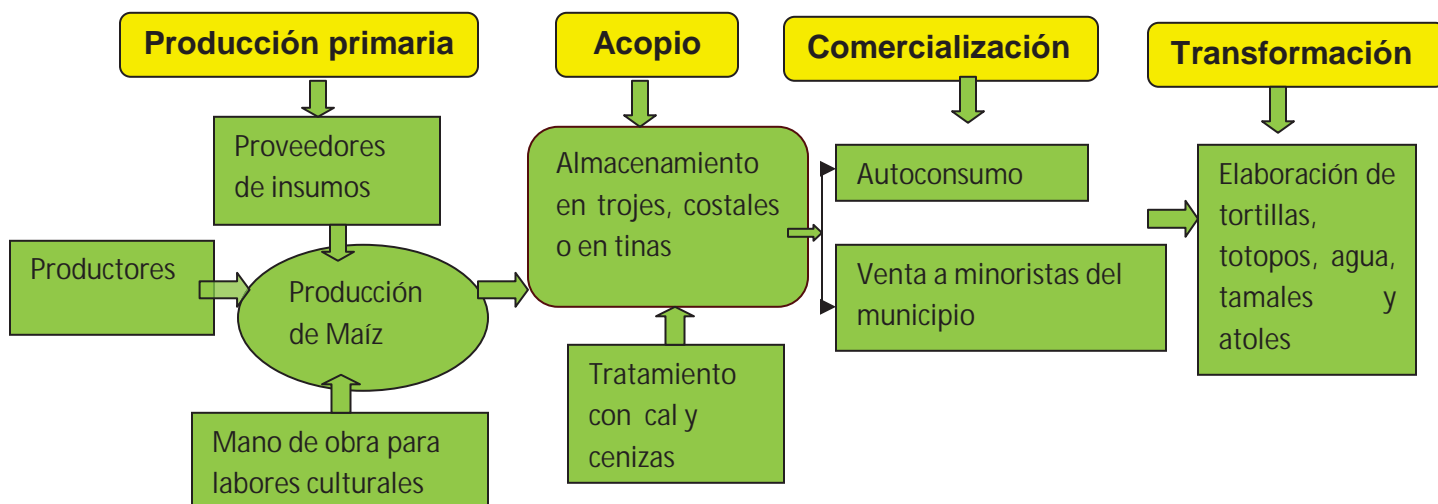 Producción primaria
Acopio
Comercialización
Transformación
Proveedores
de insumos
Productores
Producción
de Maíz
Mano de obra para
labores culturales
Almacenamiento
en trojes, costales
o en tinas
Tratamiento
con cal y
cenizas
Autoconsumo
Venta a minoristas del
municipio
Elaboración de
tortillas,
totopos, agua,
tamales y
atoles